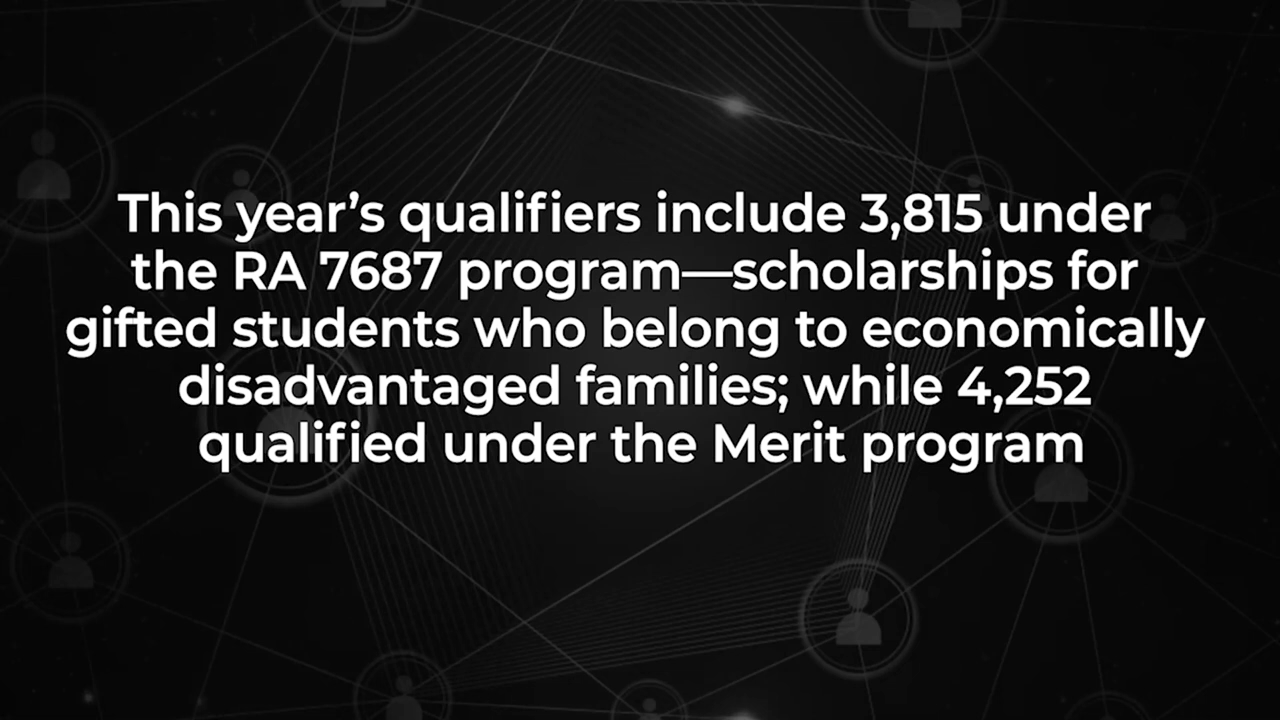 This year’s qualifiers include 3,815 under
the RA 7687 program—scholarships for
gifted students who belong to economically
disadvantaged families; while 4,252
qualified under the Merit program